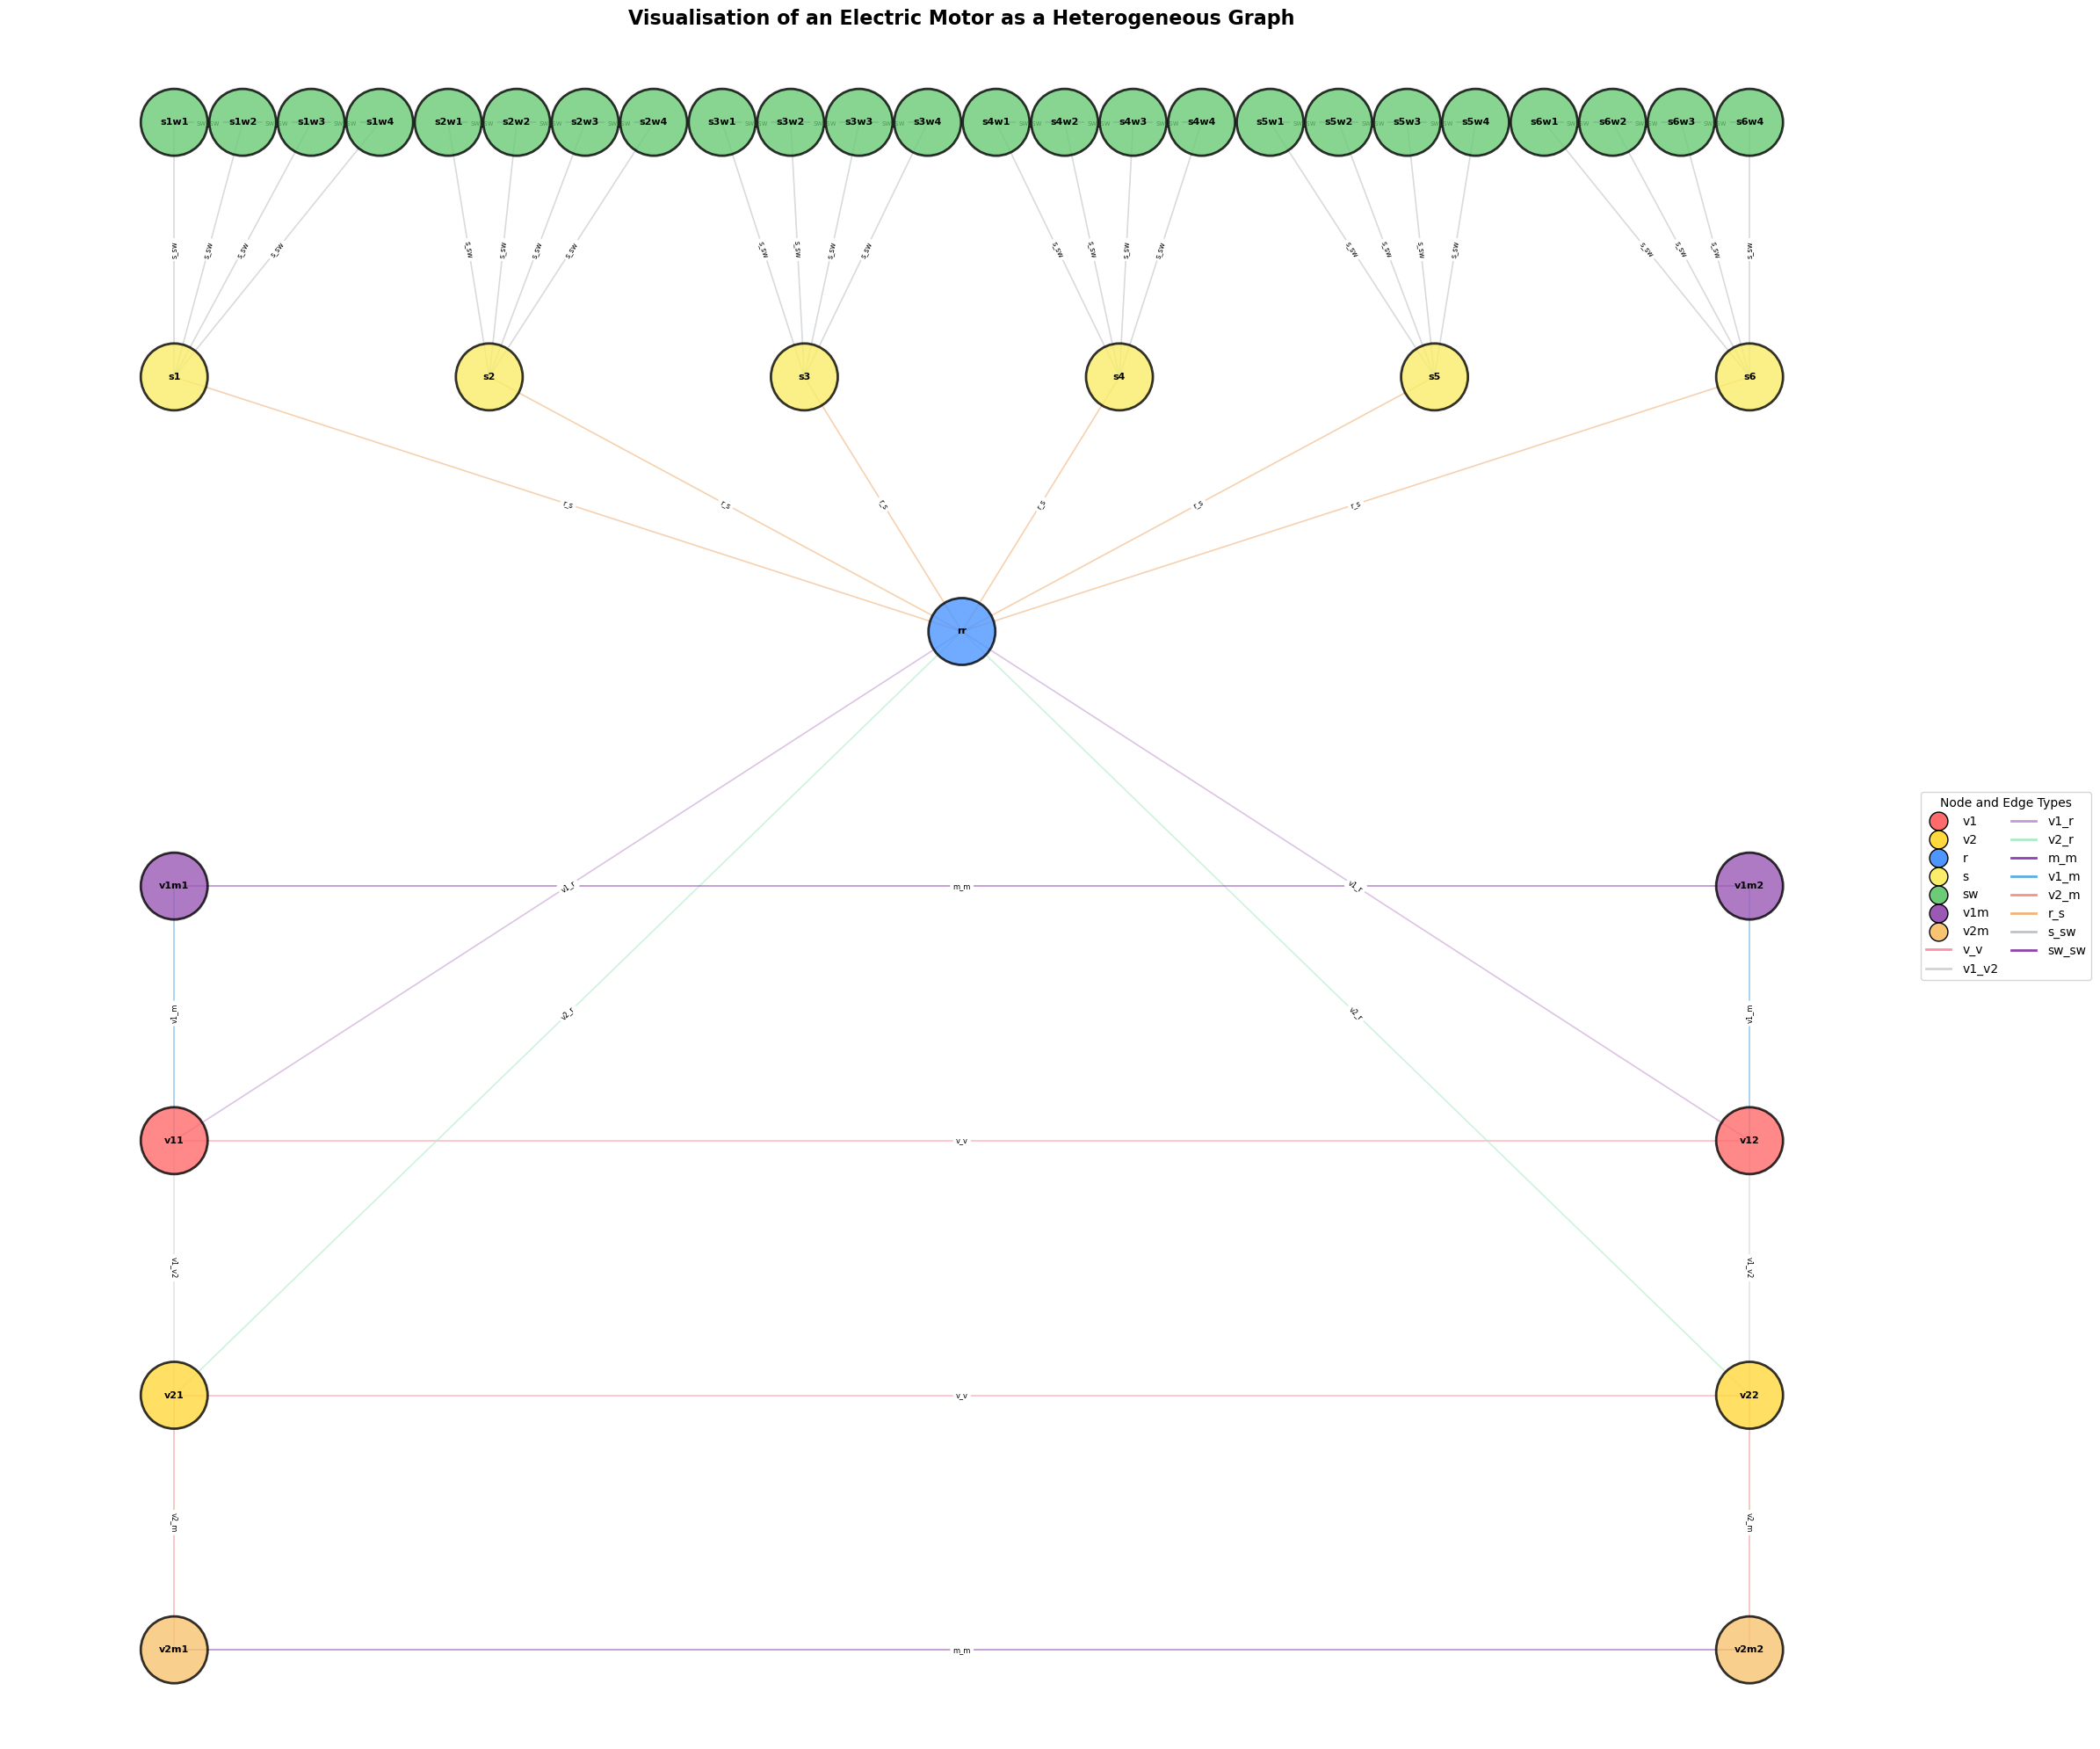 Visualisation of an Electric Motor as a Heterogeneous Graph
s1w1 s1w2 s1w3 s1w4 s2w1 s2w2 s2w3 s2w4 s3w1 s3w2 s3w3 s3w4 s4w1 s4w2 s4w3 s4w4 s5w1 s5w2 s5w3 s5w4 s6w1 s6w2 s6w3 s6w4
s_sw s_sw s_sw s_sw s_sw s_sw s_sw s_sw s_sw s_sw s_sw s_sw s_sw s_sw s_sw s_sw s_sw s_sw s_sw s_sw s_sw s_sw s_sw s_sw
s1 s2 s3 s4 s5 s6
r_s r_s r_s r_s r_s r_s
rr
v1m1 v1_r m_m v1_r v1m2
v1_m v2_r v2_r v1_m
v11 v_v v12
v1_v2 v1_v2
v21 v_v v22
v2_m v2_m
v2m1 m_m v2m2
Node and Edge Types
v1 v1_r
v2 v2_r
r m_m
s v1_m
sw v2_m
v1m r_s
v2m s_sw
v_v sw_sw
v1_v2